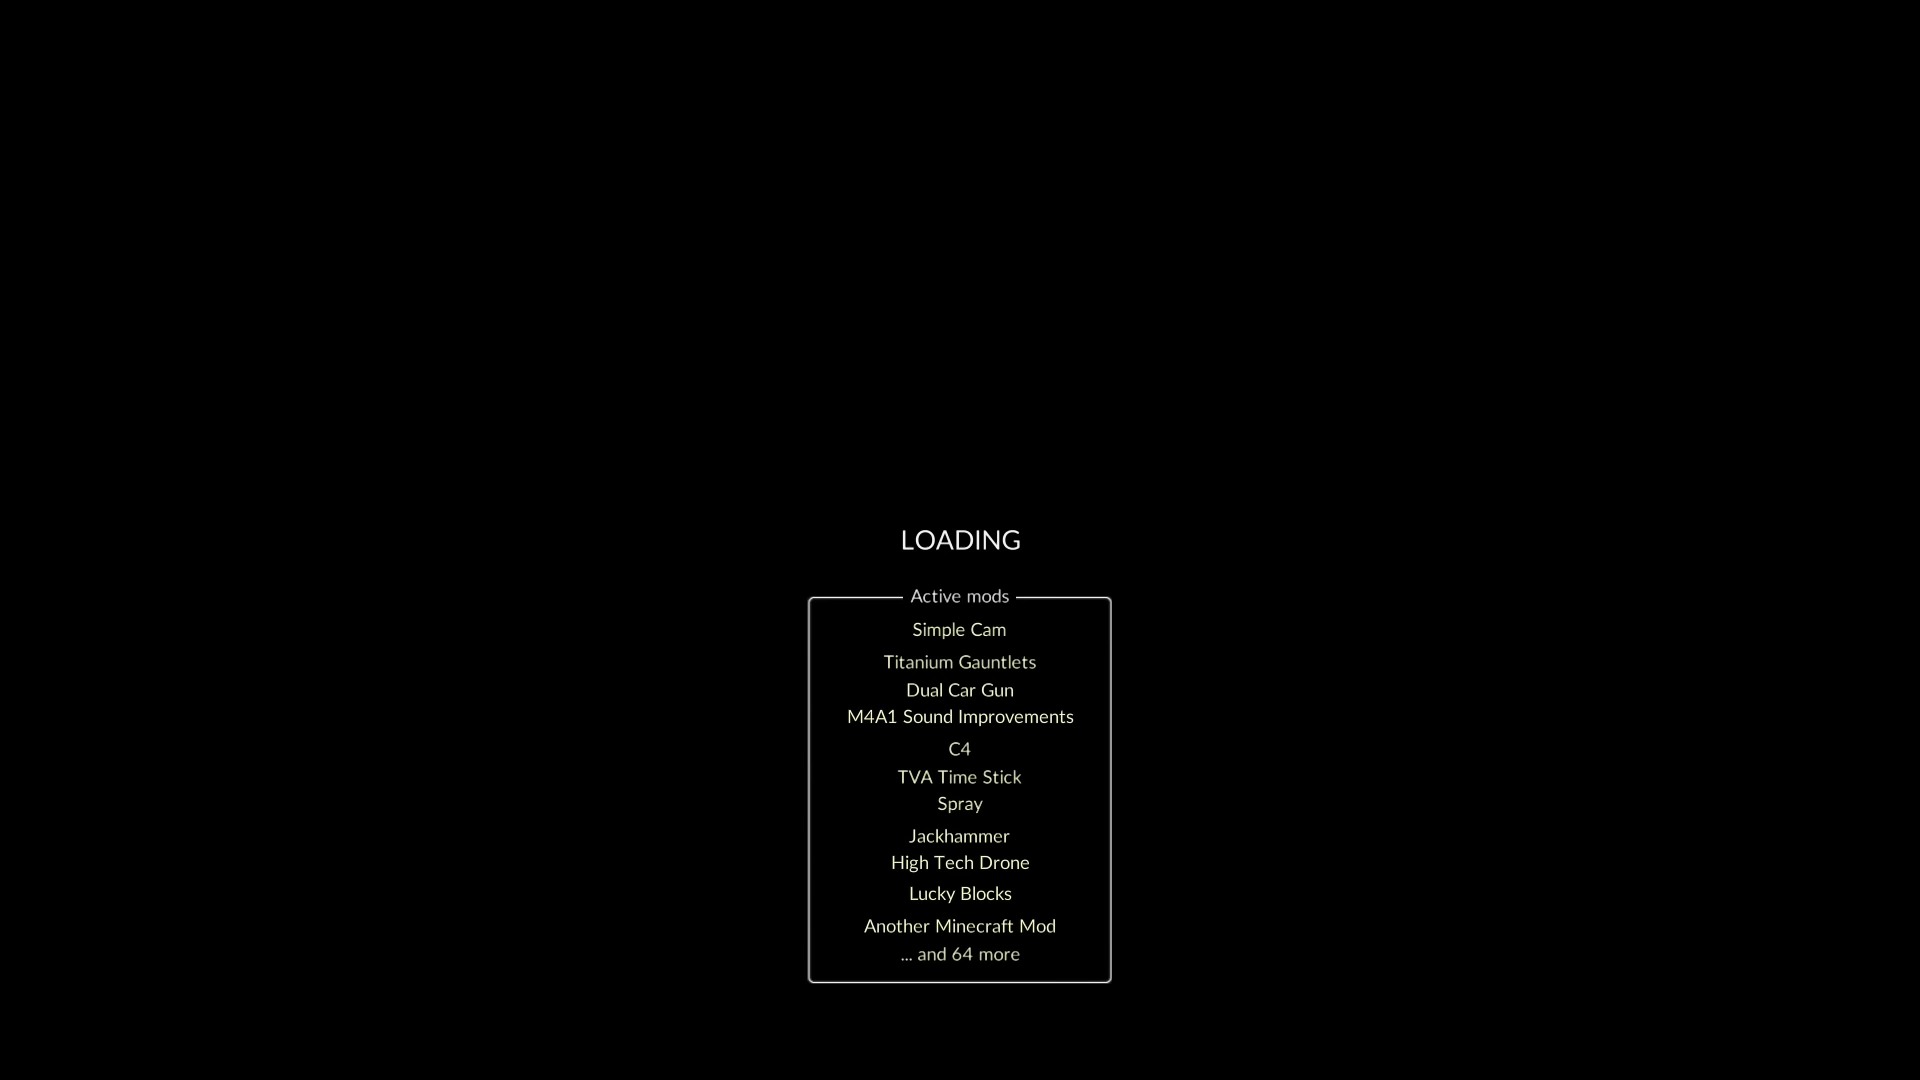 LOADING
Active mods
Simple Cam
Titanium Gauntlets
Dual Car Gun
M4A1 Sound Improvements
C4
TVA Time Stick
Spray
Jackhammer
High Tech Drone
Lucky Blocks
Another Minecraft Mod
... and 64 more